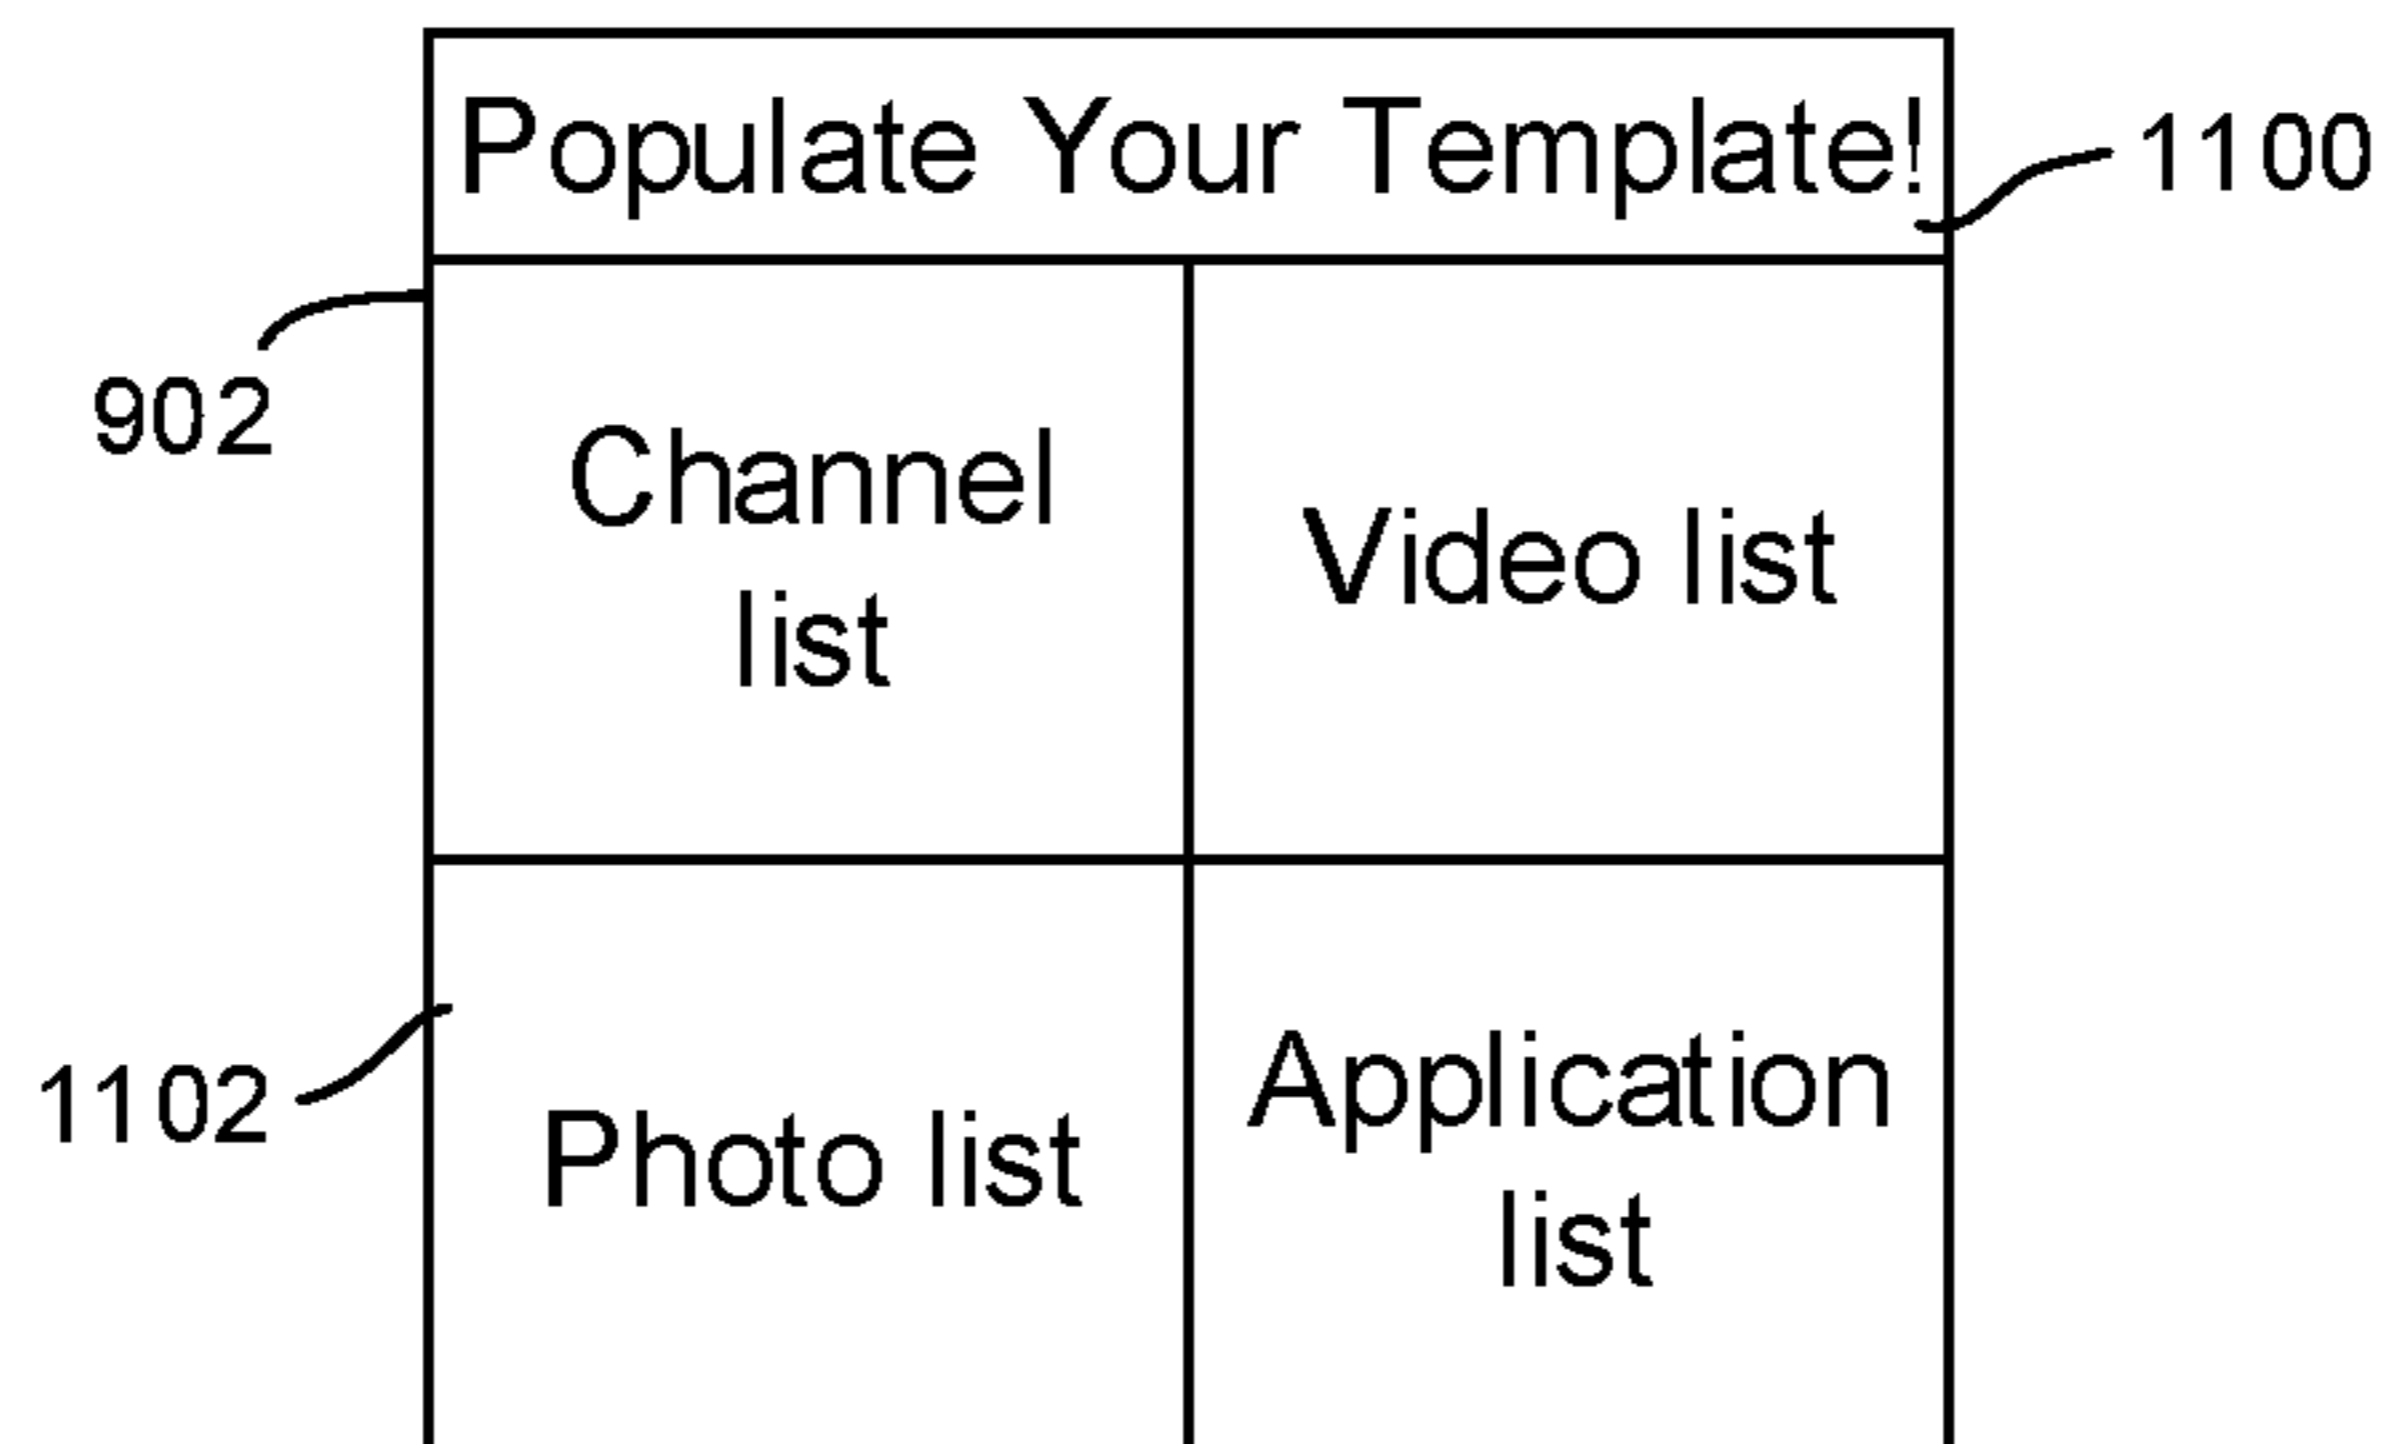 Populate Your Template!
1100
902
Channel
list
Video list
1102
Photo list
Application
list